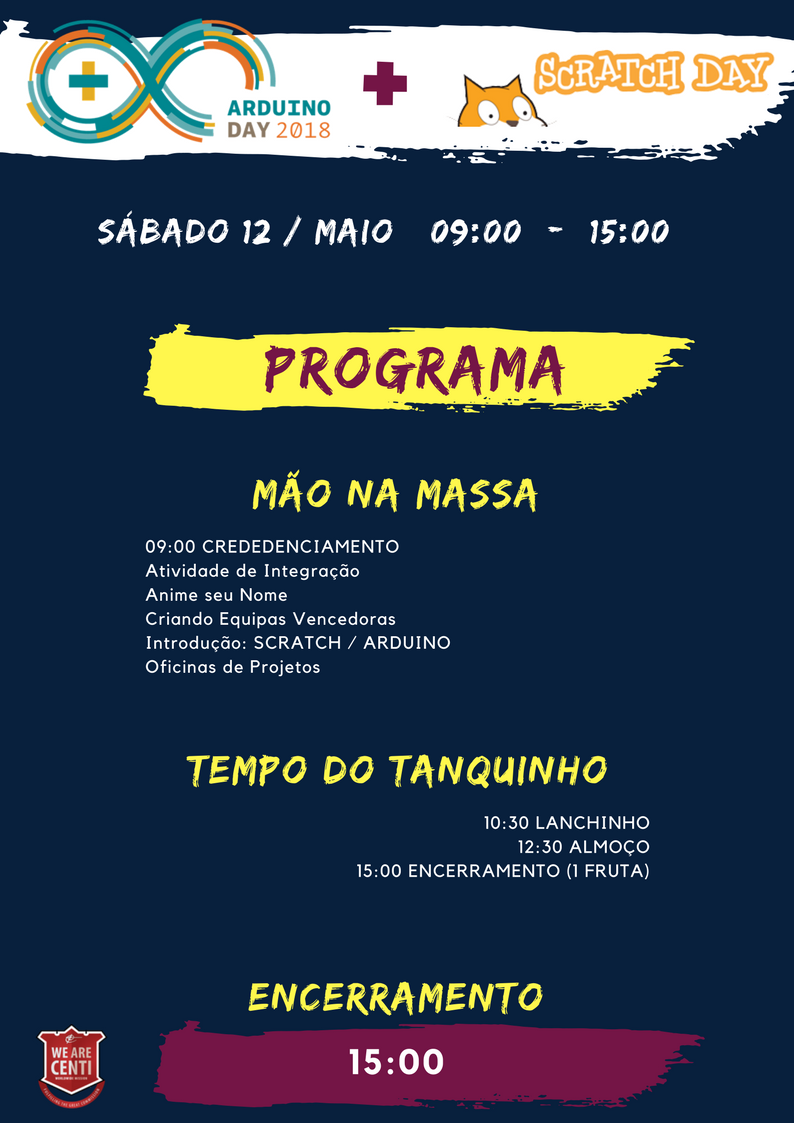 ARDUINO
DAY 2018
SCRATCH DAY
SÁBADO 12 / MAIO 09:00 - 15:00
PROGRAMA
MÃO NA MASSA
09:00 CREDEDENCIAMENTO
Atividade de Integração
Anime seu Nome
Criando Equipas Vencedoras
Introdução: SCRATCH / ARDUINO
Oficinas de Projetos
TEMPO DO TANQUINHO
10:30 LANCHINHO
12:30 ALMOÇO
15:00 ENCERRAMENTO (1 FRUTA)
ENCERRAMENTO
15:00
WE ARE
CENTI